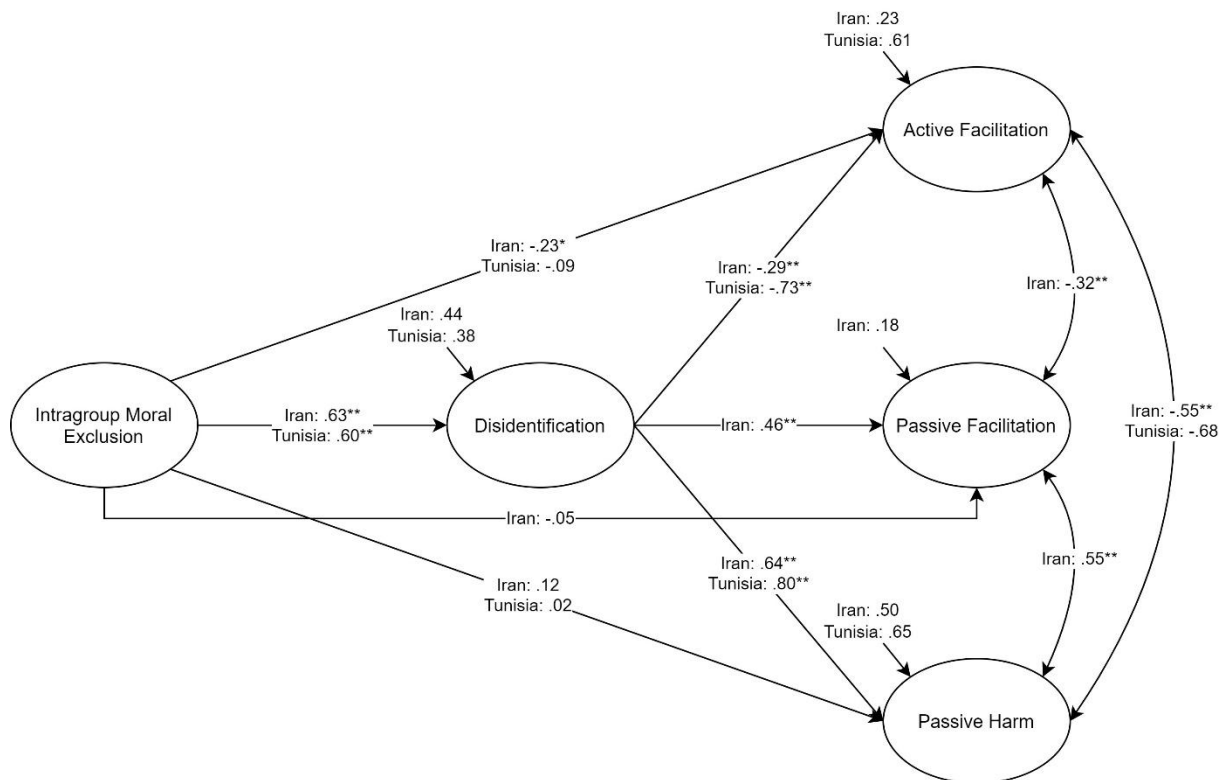 Iran: .23
Tunisia: .61
Active Facilitation
Iran: -.23*
Tunisia: -.09
Iran: -.29**
Tunisia: -.73**
Iran: -.32**
Iran: .44
Tunisia: .38
Iran: .18
Intragroup Moral
Exclusion
Iran: .63**
Tunisia: .60**
Disidentification
Iran: .46**
Passive Facilitation
Iran: -.55**
Tunisia: -.68
Iran: -.05
Iran: .12
Tunisia: .02
Iran: .64**
Tunisia: .80**
Iran: .55**
Iran: .50
Tunisia: .65
Passive Harm